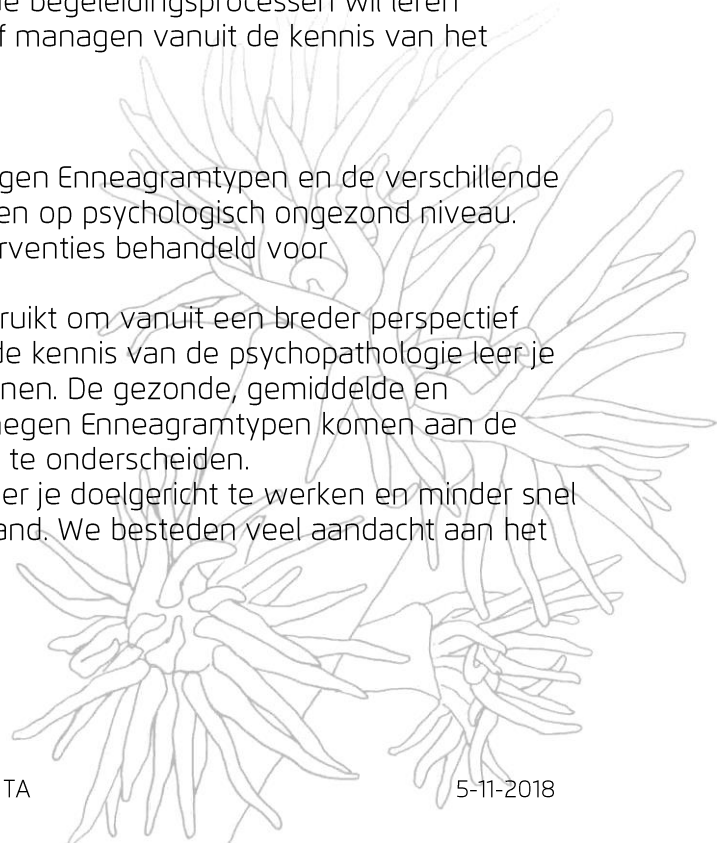 de begeleidingsprocessen wil leren
f managen vanuit de kennis van het
gen Enneagramtypen en de verschillende
en op psychologisch ongezond niveau.
rventies behandeld voor
ruikt om vanuit een breder perspectief
de kennis van de psychopathologie leer je
nen. De gezonde, gemiddelde en
negen Enneagramtypen komen aan de
te onderscheiden.
er je doelgericht te werken en minder snel
and. We besteden veel aandacht aan het
TA 5-11-2018